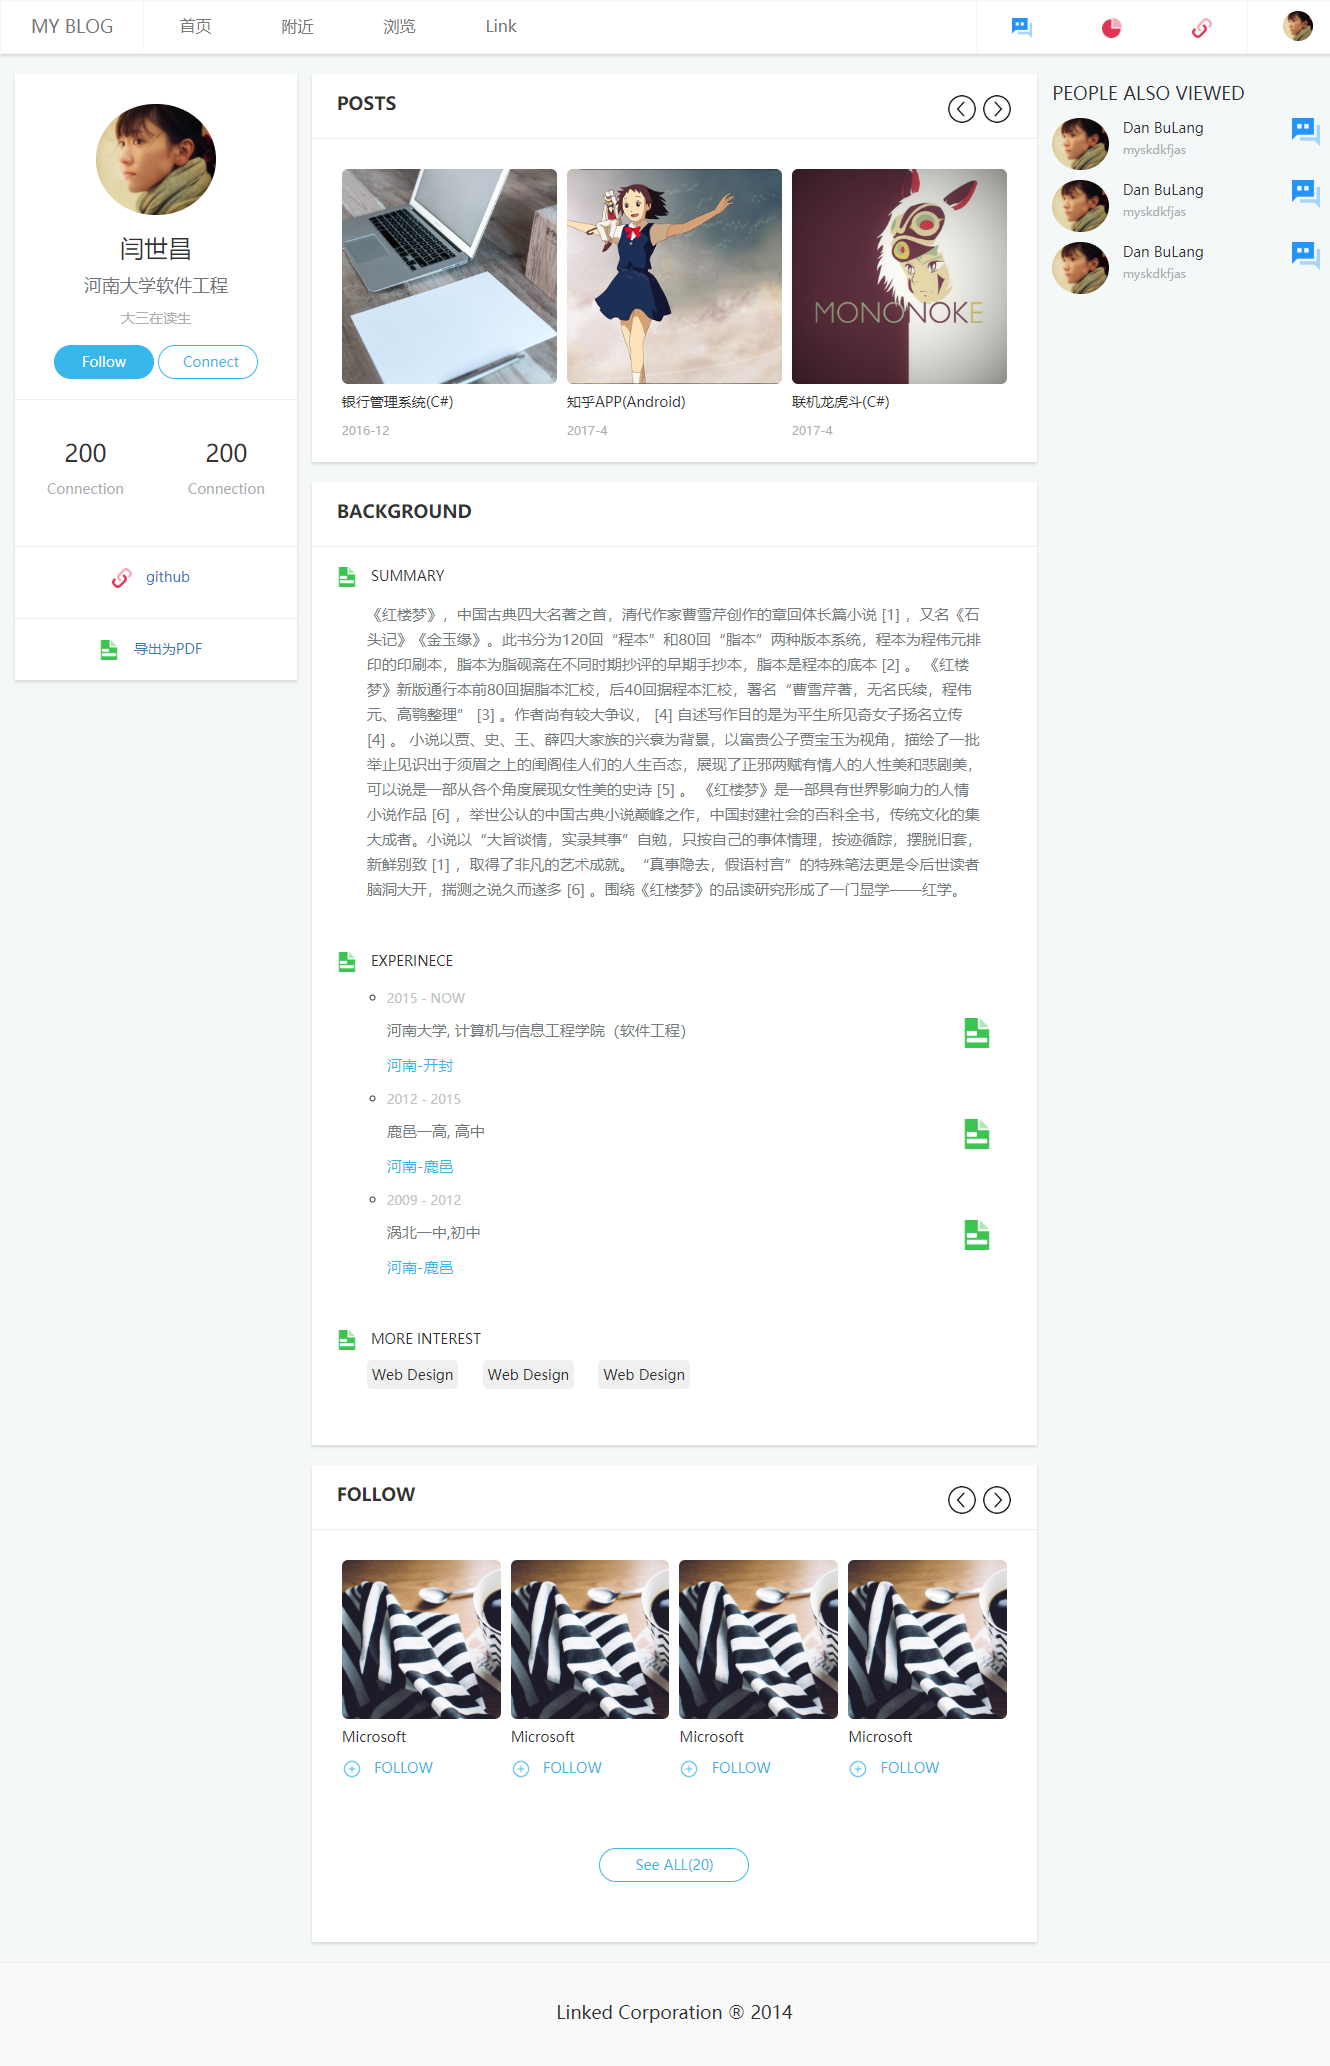 MY BLOG 首页 附近 浏览 Link
闫世昌
河南大学软件工程
大三在读生
Follow Connect
200 200
Connection Connection
github
导出为PDF
POSTS
MONONOKE
银行管理系统(C#) 知乎APP(Android) 联机龙虎斗(C#)
2016-12 2017-4 2017-4
BACKGROUND
SUMMARY
《红楼梦》，中国古典四大名著之首，清代作家曹雪芹创作的章回体长篇小说 [1] ，又名《石
头记》《金玉缘》。此书分为120回“程本”和80回“脂本”两种版本系统，程本为程伟元排
印的印刷本，脂本为脂砚斋在不同时期抄评的早期手抄本，脂本是程本的底本 [2] 。 《红楼
梦》新版通行本前80回据脂本汇校，后40回据程本汇校，署名“曹雪芹著，无名氏续，程伟
元、高鹗整理” [3] 。作者尚有较大争议， [4] 自述写作目的是为平生所见奇女子扬名立传
[4] 。 小说以贾、史、王、薛四大家族的兴衰为背景，以富贵公子贾宝玉为视角，描绘了一批
举止见识出于须眉之上的闺阁佳人们的人生百态，展现了正邪两赋有情人的人性美和悲剧美，
可以说是一部从各个角度展现女性美的史诗 [5] 。 《红楼梦》是一部具有世界影响力的人情
小说作品 [6] ，举世公认的中国古典小说巅峰之作，中国封建社会的百科全书，传统文化的集
大成者。小说以“大旨谈情，实录其事”自勉，只按自己的事体情理，按迹循踪，摆脱旧套，
新鲜别致 [1] ，取得了非凡的艺术成就。 “真事隐去，假语村言”的特殊笔法更是令后世读者
脑洞大开，揣测之说久而遂多 [6] 。围绕《红楼梦》的品读研究形成了一门显学——红学。
EXPERINECE
2015 - NOW
河南大学, 计算机与信息工程学院（软件工程）
河南-开封
2012 - 2015
鹿邑一高, 高中
河南-鹿邑
2009 - 2012
涡北一中,初中
河南-鹿邑
MORE INTEREST
Web Design Web Design Web Design
FOLLOW
Microsoft Microsoft Microsoft Microsoft
FOLLOW FOLLOW FOLLOW FOLLOW
See ALL(20)
PEOPLE ALSO VIEWED
Dan BuLang
myskdkfjas
Dan BuLang
myskdkfjas
Dan BuLang
myskdkfjas
Linked Corporation ® 2014